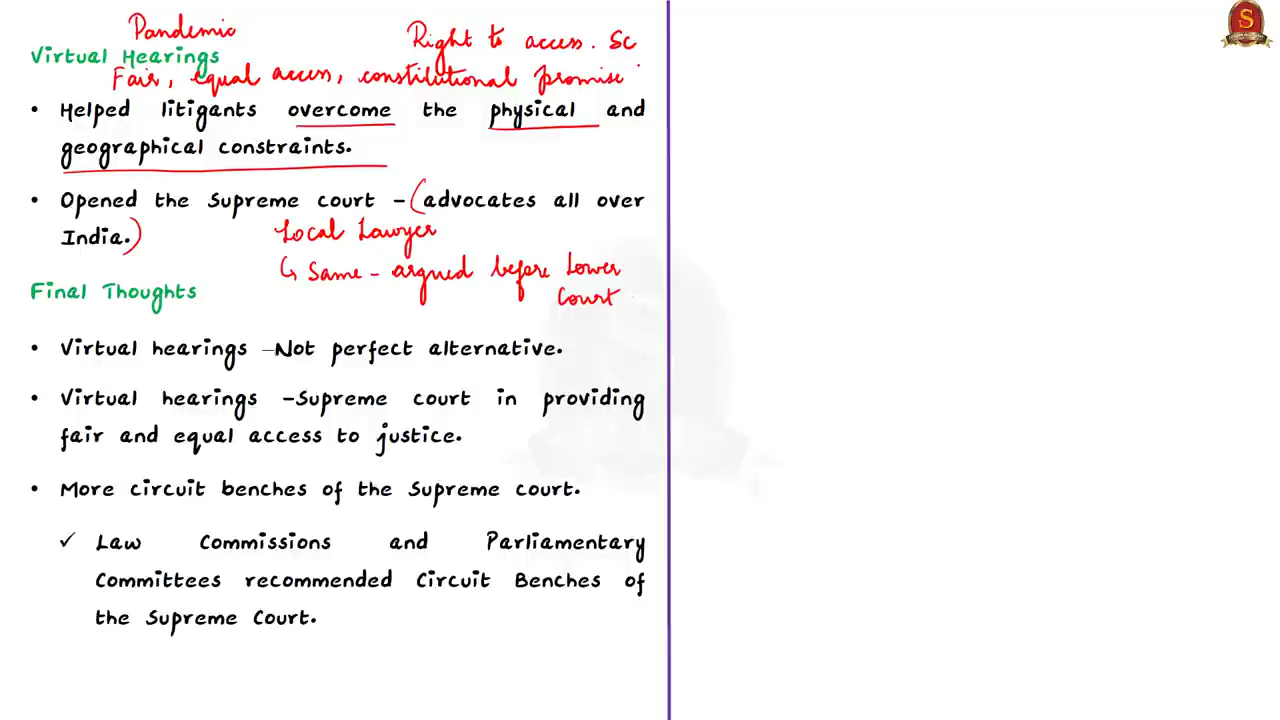 Pandemic
Right to access. SC
Virtual Hearings
Fair, equal access, constitutional promise.
• Helped litigants overcome the physical and
geographical constraints.
• Opened the Supreme court - (advocates all over
India.)
Local Lawyer
↳ Same - argued before Lower
Court
Final Thoughts
• Virtual hearings – Not perfect alternative.
• Virtual hearings – Supreme court in providing
fair and equal access to justice.
• More circuit benches of the Supreme court.
✓ Law Commissions and Parliamentary
Committees recommended Circuit Benches of
the Supreme Court.
S